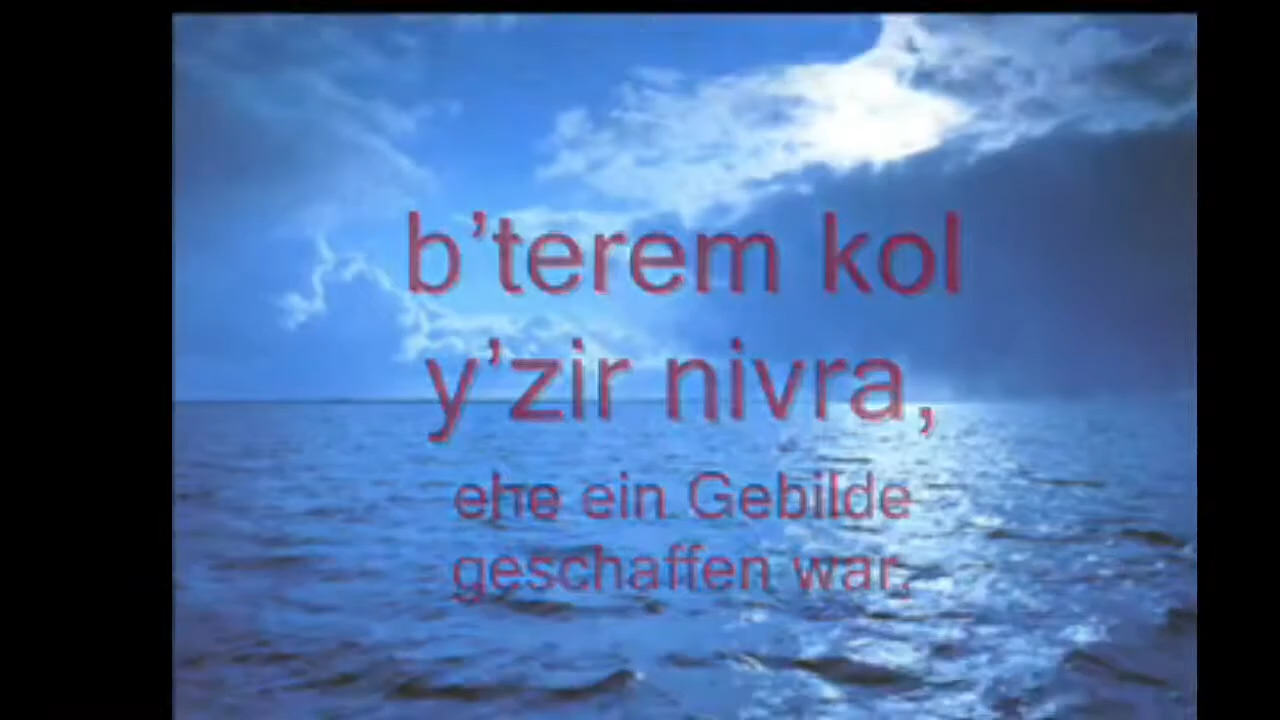 b’terem kol
y’zir nivra,
ehe ein Gebilde
geschaffen war;